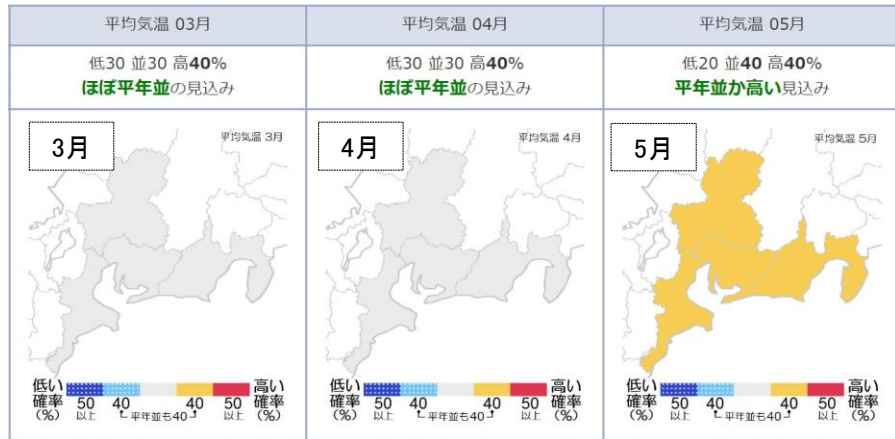 平均気温 03月
低30 並30 高40%
ほぼ平年並の見込み
3月
平均気温 3月
低い
確率
(%)
50
以上
40
平年並も40
40
50
以上
高い
確率
(%)
平均気温 04月
低30 並30 高40%
ほぼ平年並の見込み
4月
平均気温 4月
低い
確率
(%)
50
以上
40
平年並も40
40
50
以上
高い
確率
(%)
平均気温 05月
低20 並40 高40%
平年並か高い見込み
5月
平均気温 5月
低い
確率
(%)
50
以上
40
平年並も40
40
50
以上
高い
確率
(%)